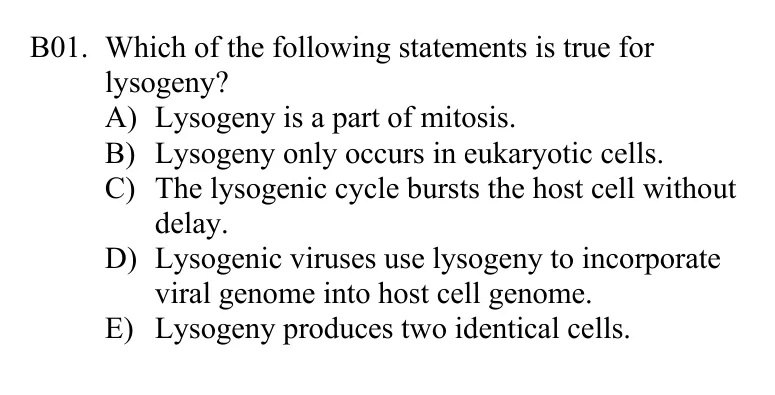 B01. Which of the following statements is true for
lysogeny?
A) Lysogeny is a part of mitosis.
B) Lysogeny only occurs in eukaryotic cells.
C) The lysogenic cycle bursts the host cell without
delay.
D) Lysogenic viruses use lysogeny to incorporate
viral genome into host cell genome.
E) Lysogeny produces two identical cells.